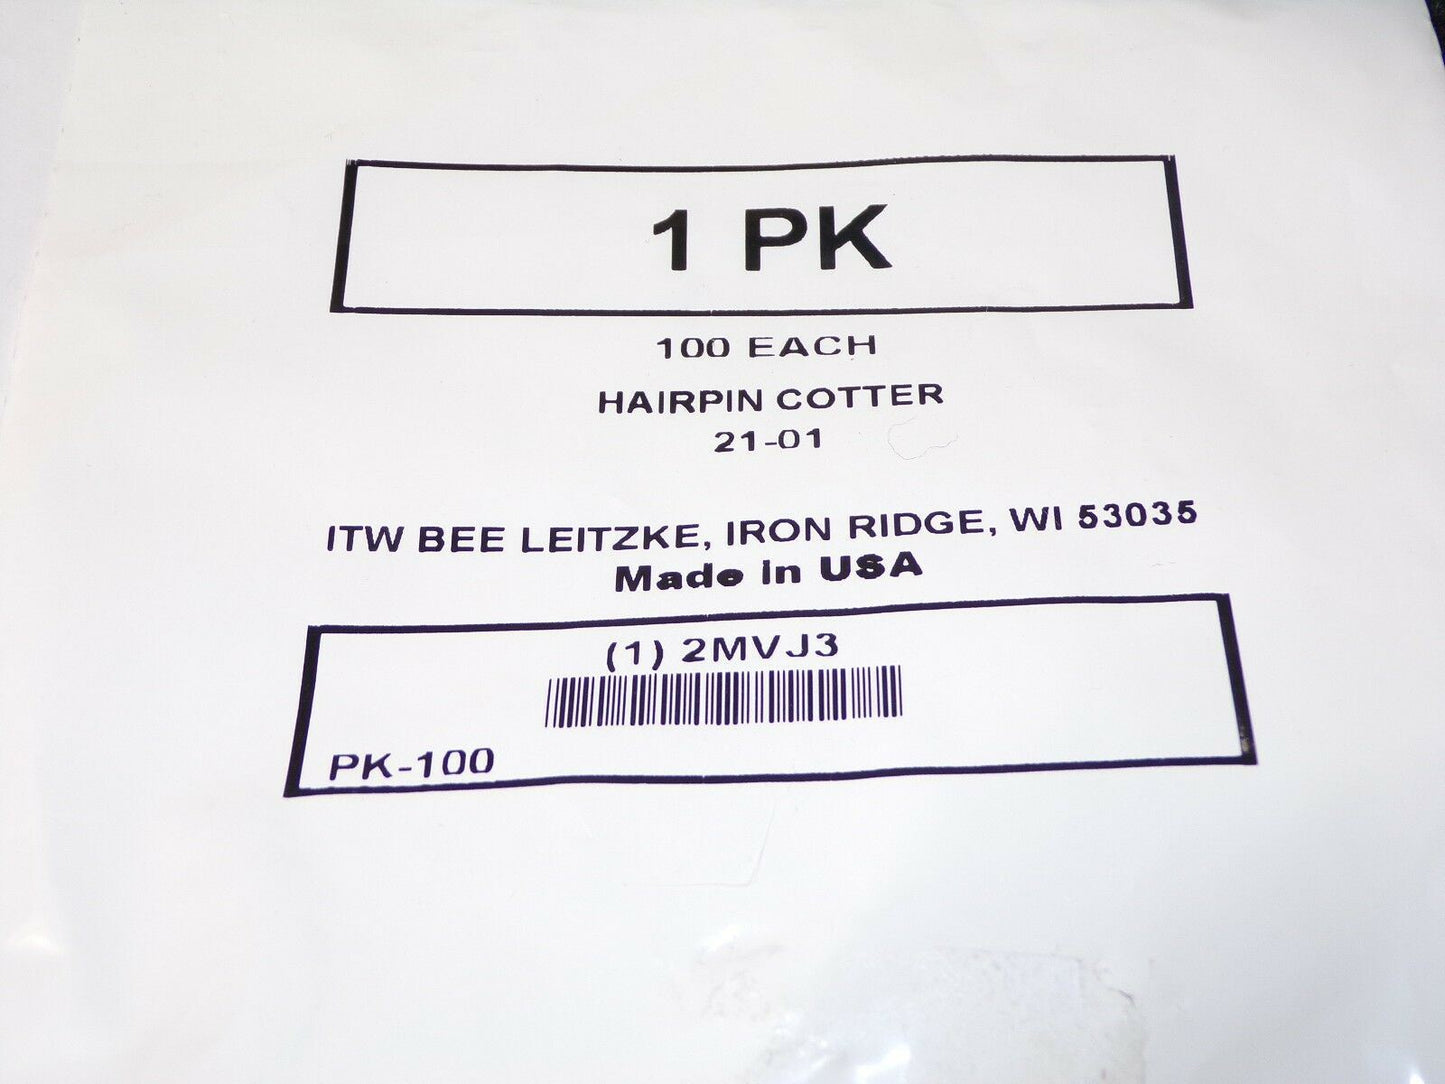 1 PK
100 EACH
HAIRPIN COTTER
21-01
ITW BEE LEITZKE, IRON RIDGE, WI 53035
Made in USA
(1) 2MVJ3
PK-100